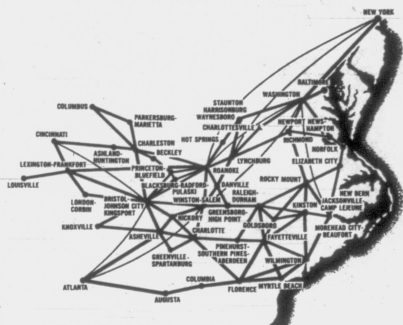 NEW YORK
BALTIMORE
WASHINGTON
STAUNTON
HARRISONBURG
WAYNESBORO
CHARLOTTESVILLE
COLUMBUS
PARKERSBURG-
MARIETTA
NEWPORT NEWS-
HAMPTON
CINCINNATI
HOT SPRINGS
RICHMOND
NORFOLK
CHARLESTON
BECKLEY
ASHLAND-
HUNTINGTON
LYNCHBURG
ELIZABETH CITY
LEXINGTON-FRANKFORT
PRINCETON-
BLUEFIELD
ROANOKE
ROCKY MOUNT
LOUISVILLE
BLACKSBURG-RADFORD-
PULASKI
DANVILLE
RALEIGH-
DURHAM
NEW BERN
JACKSONVILLE-
CAMP LEJEUNE
LONDON-
CORBIN
BRISTOL-
JOHNSON CITY
KINGSPORT
WINSTON-SALEM
KINSTON
HICKORY
GREENSBORO-
HIGH POINT
GOLDSBORO
KNOXVILLE
CHARLOTTE
MOREHEAD CITY-
BEAUFORT
ASHEVILLE
FAYETTEVILLE
PINEHURST-
SOUTHERN PINES-
ABERDEEN
GREENVILLE-
SPARTANBURG
WILMINGTON
COLUMBIA
ATLANTA
FLORENCE
MYRTLE BEACH
AUGUSTA